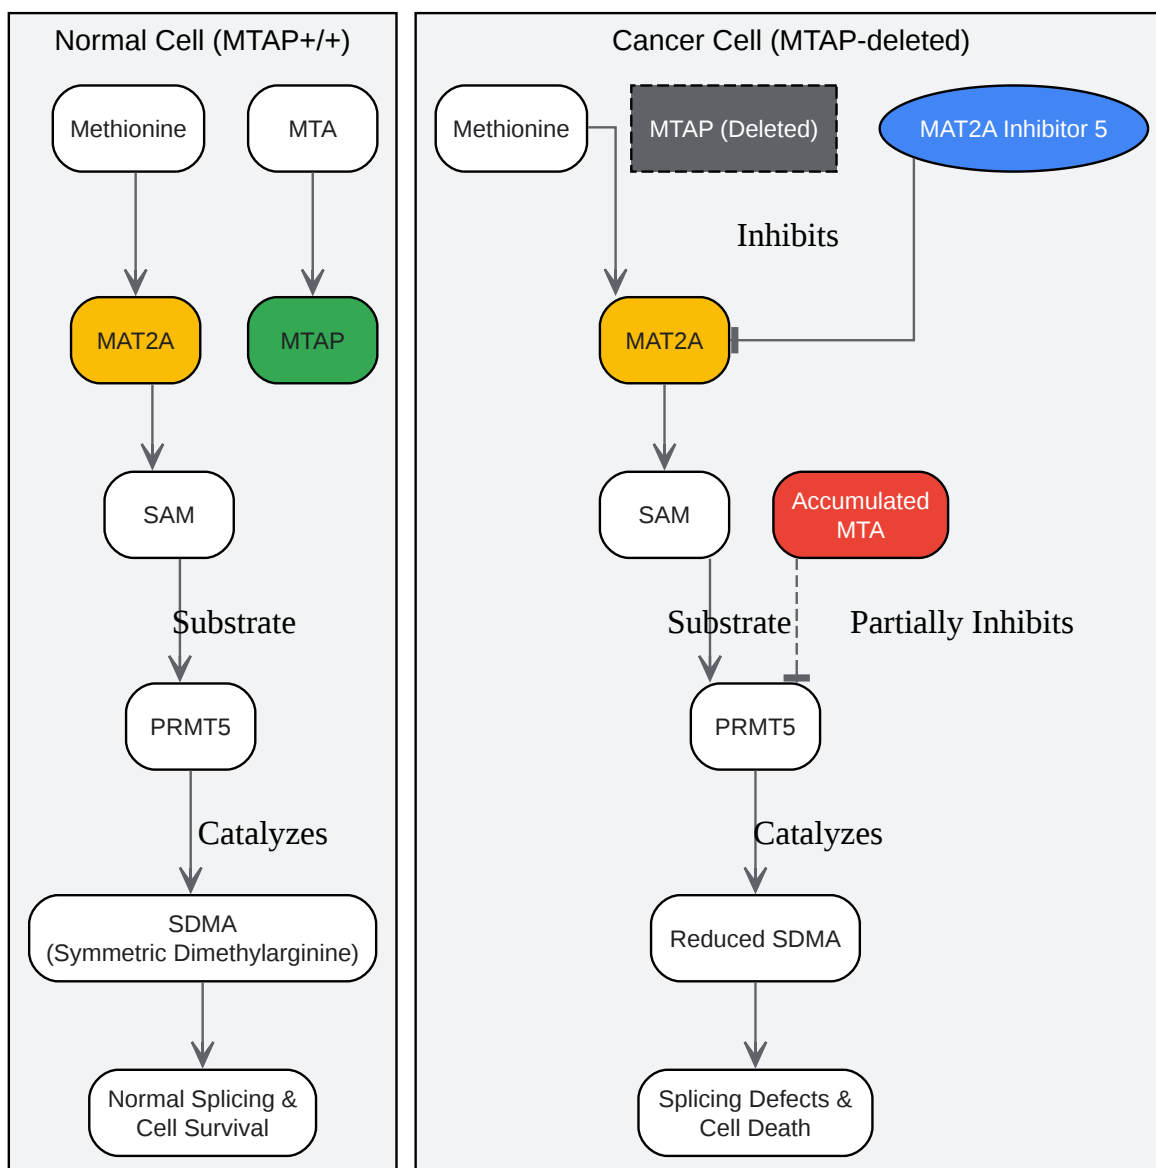 Normal Cell (MTAP+/+)
Methionine
MTA
MAT2A
MTAP
SAM
Substrate
PRMT5
Catalyzes
SDMA
(Symmetric Dimethylarginine)
Normal Splicing &
Cell Survival
Cancer Cell (MTAP-deleted)
Methionine
MTAP (Deleted)
MAT2A Inhibitor 5
Inhibits
MAT2A
SAM
Accumulated
MTA
Substrate
Partially Inhibits
PRMT5
Catalyzes
Reduced SDMA
Splicing Defects &
Cell Death